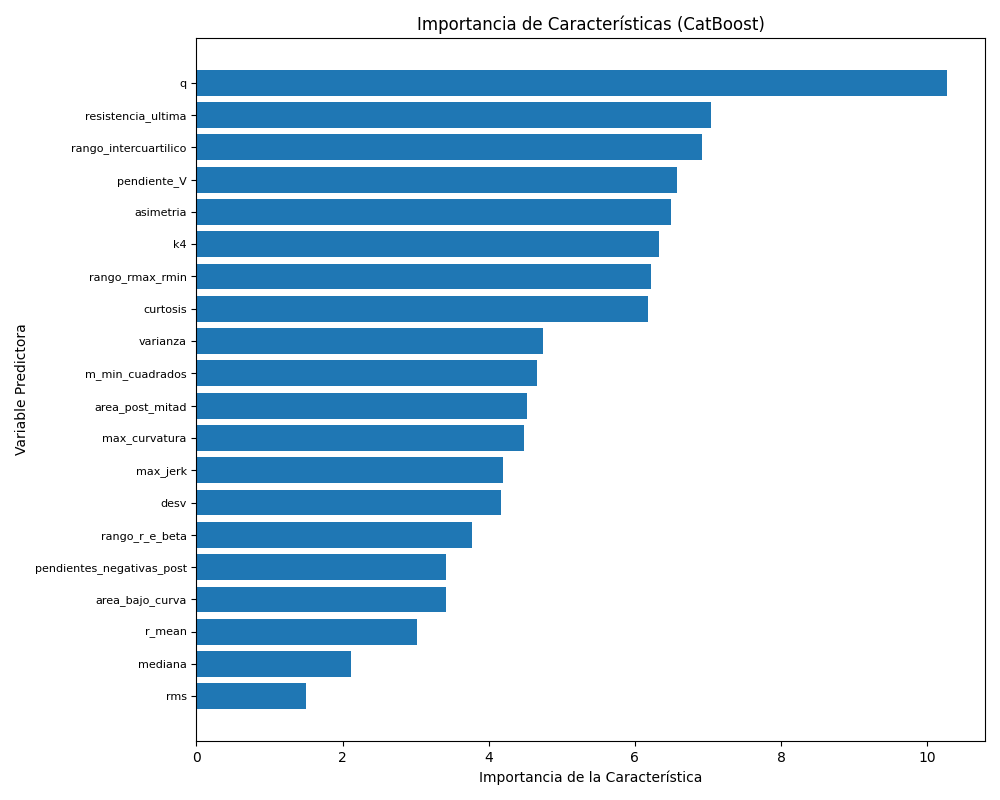 Importancia de Características (CatBoost)
Variable Predictora
q
resistencia_ultima
rango_intercuartilico
pendiente_V
asimetria
k4
rango_rmax_rmin
curtosis
varianza
m_min_cuadrados
area_post_mitad
max_curvatura
max_jerk
desv
rango_r_e_beta
pendientes_negativas_post
area_bajo_curva
r_mean
mediana
rms
0 2 4 6 8 10
Importancia de la Característica